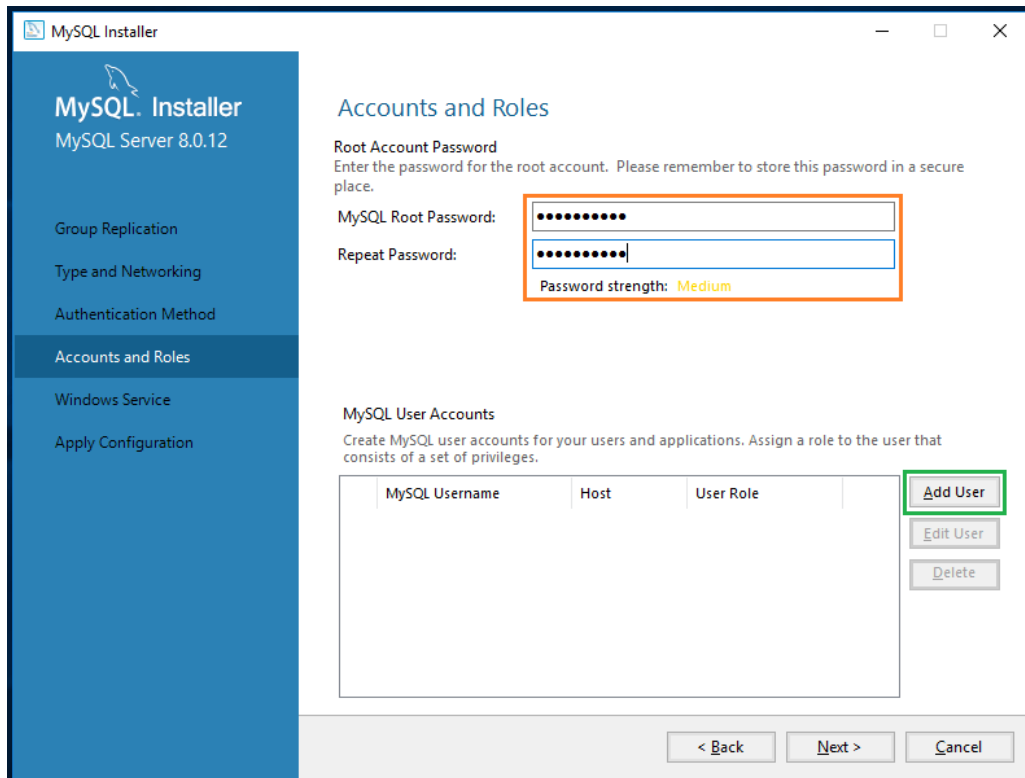 MySQL Installer
MySQL. Installer
MySQL Server 8.0.12
Group Replication
Type and Networking
Authentication Method
Accounts and Roles
Windows Service
Apply Configuration
Accounts and Roles
Root Account Password
Enter the password for the root account.  Please remember to store this password in a secure
place.
MySQL Root Password: ●●●●●●●●●●
Repeat Password: ●●●●●●●●●●
Password strength: Medium
MySQL User Accounts
Create MySQL user accounts for your users and applications. Assign a role to the user that
consists of a set of privileges.
MySQL Username Host User Role
Add User
Edit User
Delete
< Back Next > Cancel